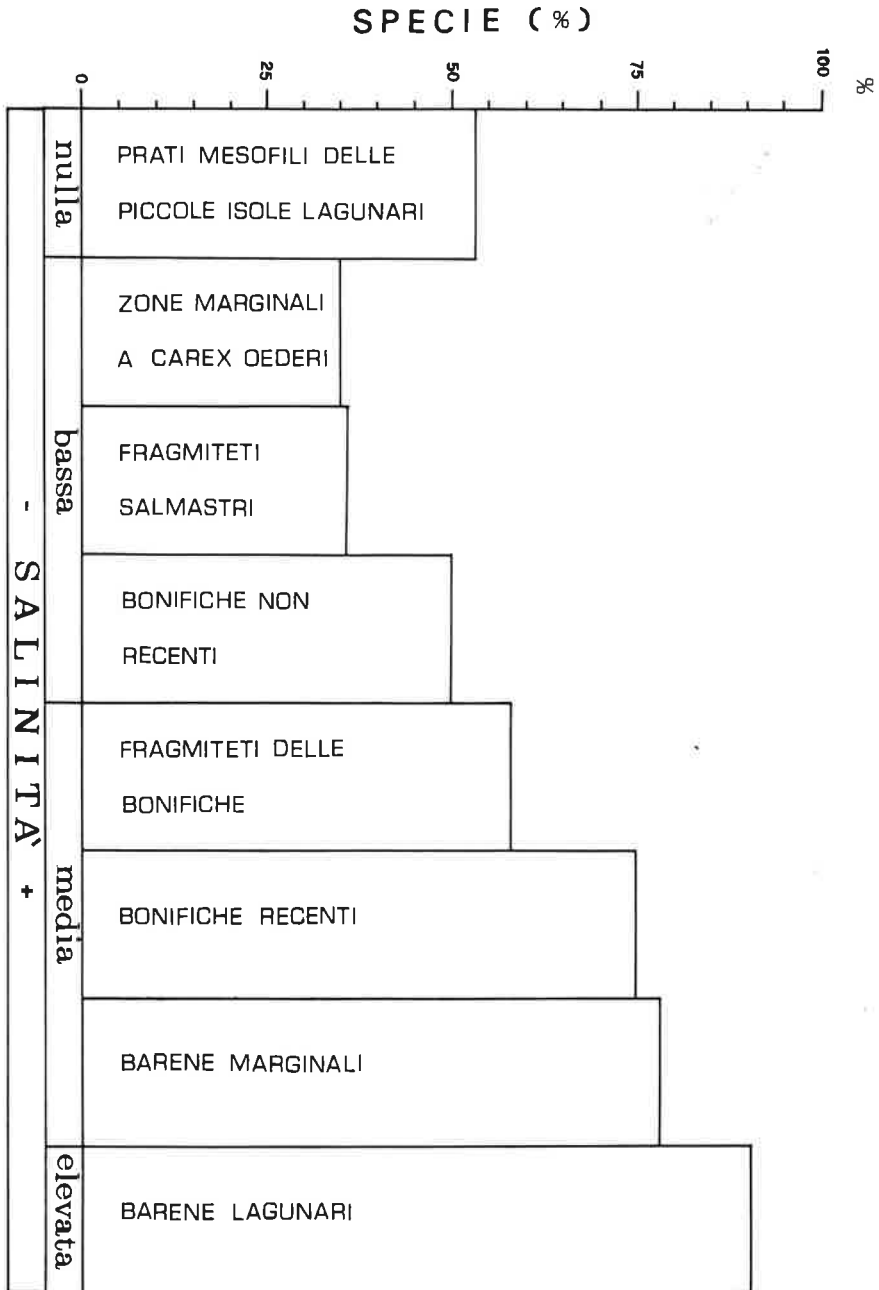 SPECIE (%)
%
0
25
50
75
100
nulla
PRATI MESOFILI DELLE
PICCOLE ISOLE LAGUNARI
bassa
ZONE MARGINALI
A CAREX OEDERI
FRAGMITETI
SALMASTRI
BONIFICHE NON
RECENTI
media
FRAGMITETI DELLE
BONIFICHE
BONIFICHE RECENTI
BARENE MARGINALI
elevata
BARENE LAGUNARI
- SALINITÀ +